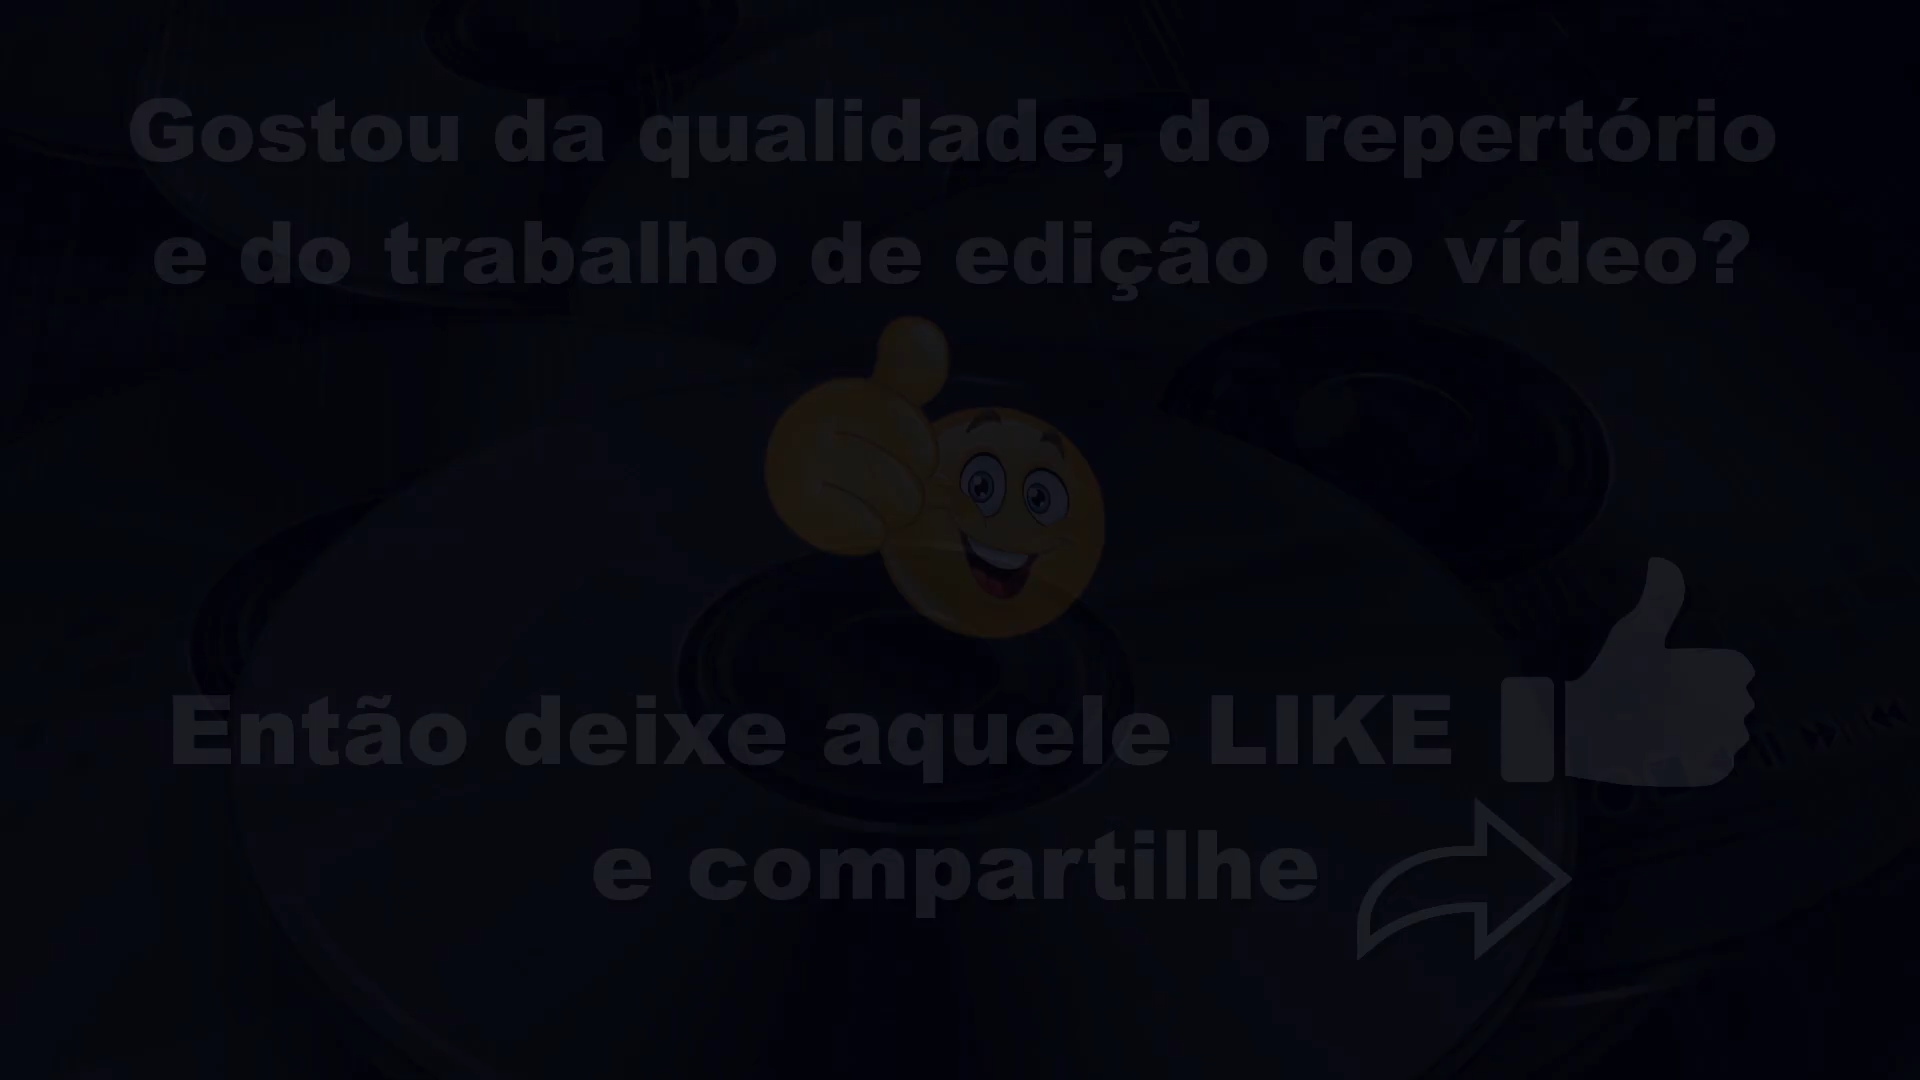 Gostou da qualidade, do repertório
e do trabalho de edição do vídeo?
Então deixe aquele LIKE
e compartilhe